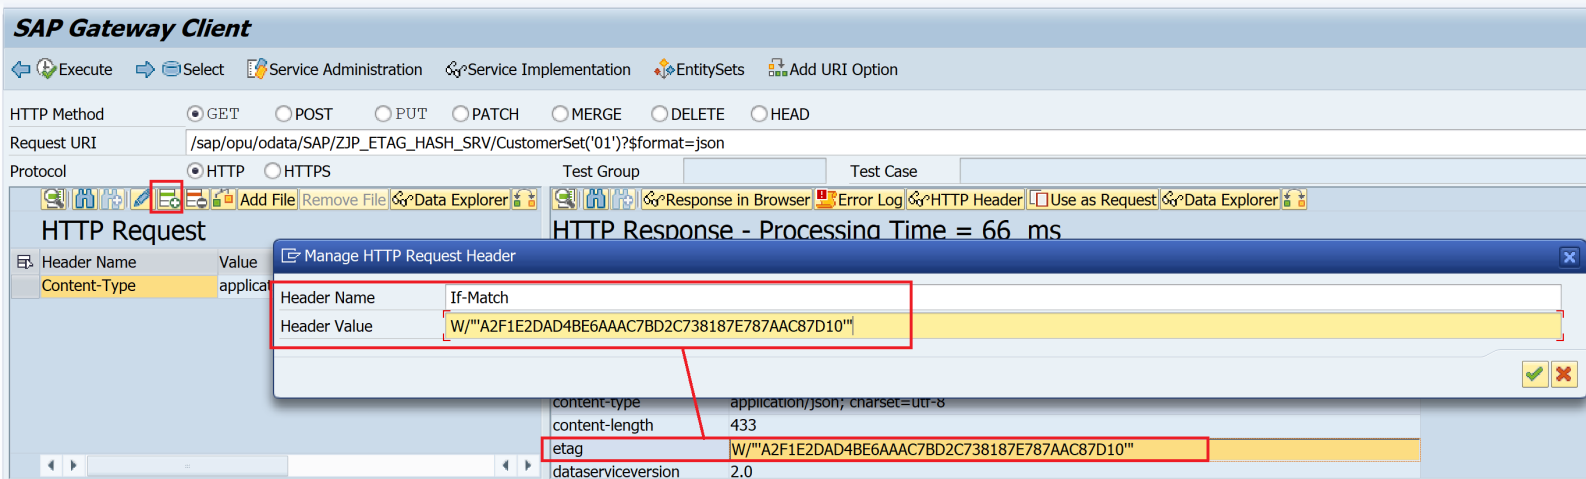 SAP Gateway Client
Execute Select Service Administration Service Implementation EntitySets Add URI Option
HTTP Method GET POST PUT PATCH MERGE DELETE HEAD
Request URI /sap/opu/odata/SAP/ZJP_ETAG_HASH_SRV/CustomerSet('01')?$format=json
Protocol HTTP HTTPS Test Group Test Case
Add File Remove File Data Explorer Response in Browser Error Log HTTP Header Use as Request Data Explorer
HTTP Request HTTP Response - Processing Time = 66 ms
Header Name Value
Content-Type applicat
Manage HTTP Request Header
Header Name If-Match
Header Value W/"'A2F1E2DAD4BE6AAAC7BD2C738187E787AAC87D10'"
content-type application/json; charset=utf-8
content-length 433
etag W/"'A2F1E2DAD4BE6AAAC7BD2C738187E787AAC87D10'"
dataserviceversion 2.0